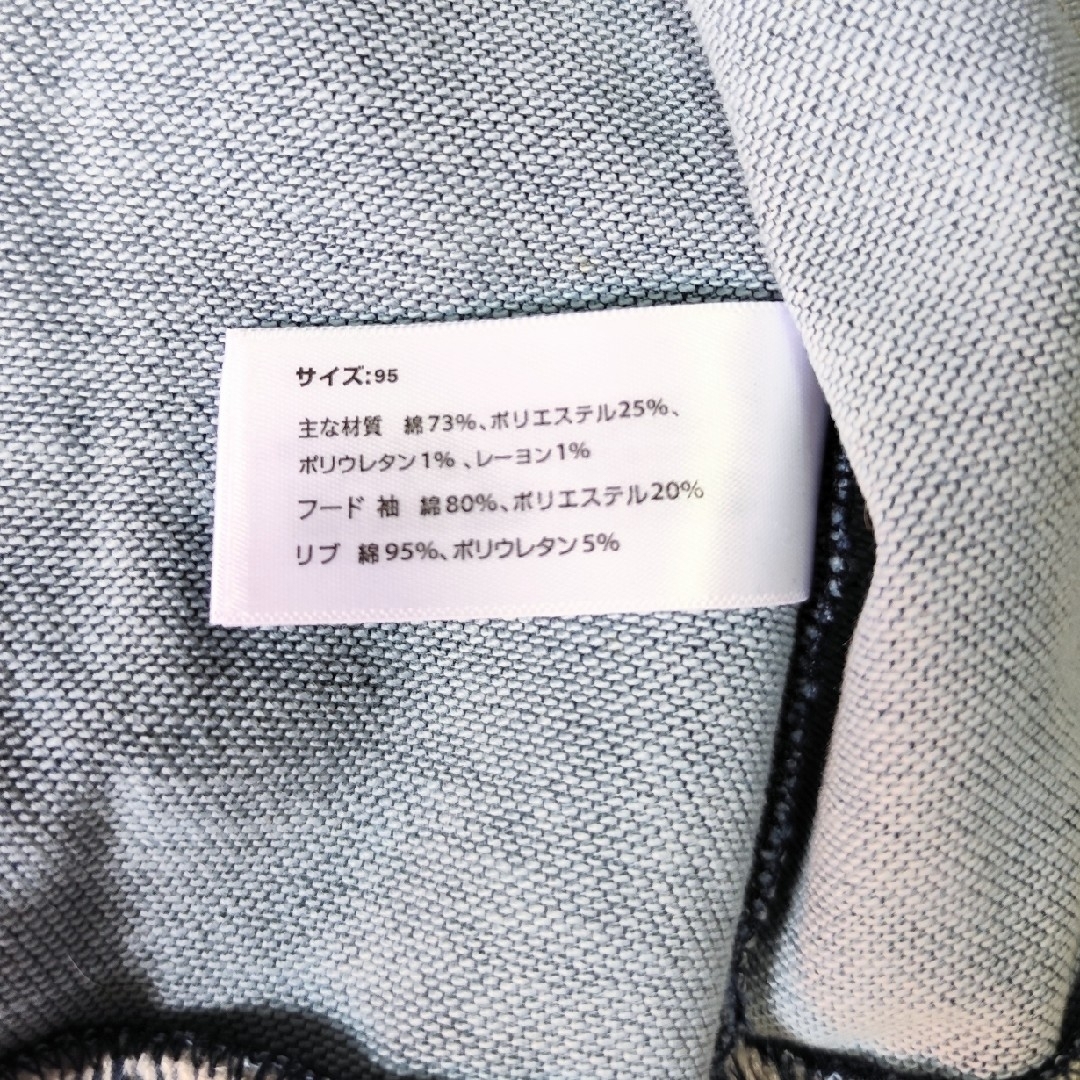 サイズ:95
主な材質 綿73%、ポリエステル25%、
ポリウレタン1%、レーヨン1%
フード 袖 綿80%、ポリエステル20%
リブ 綿95%、ポリウレタン5%